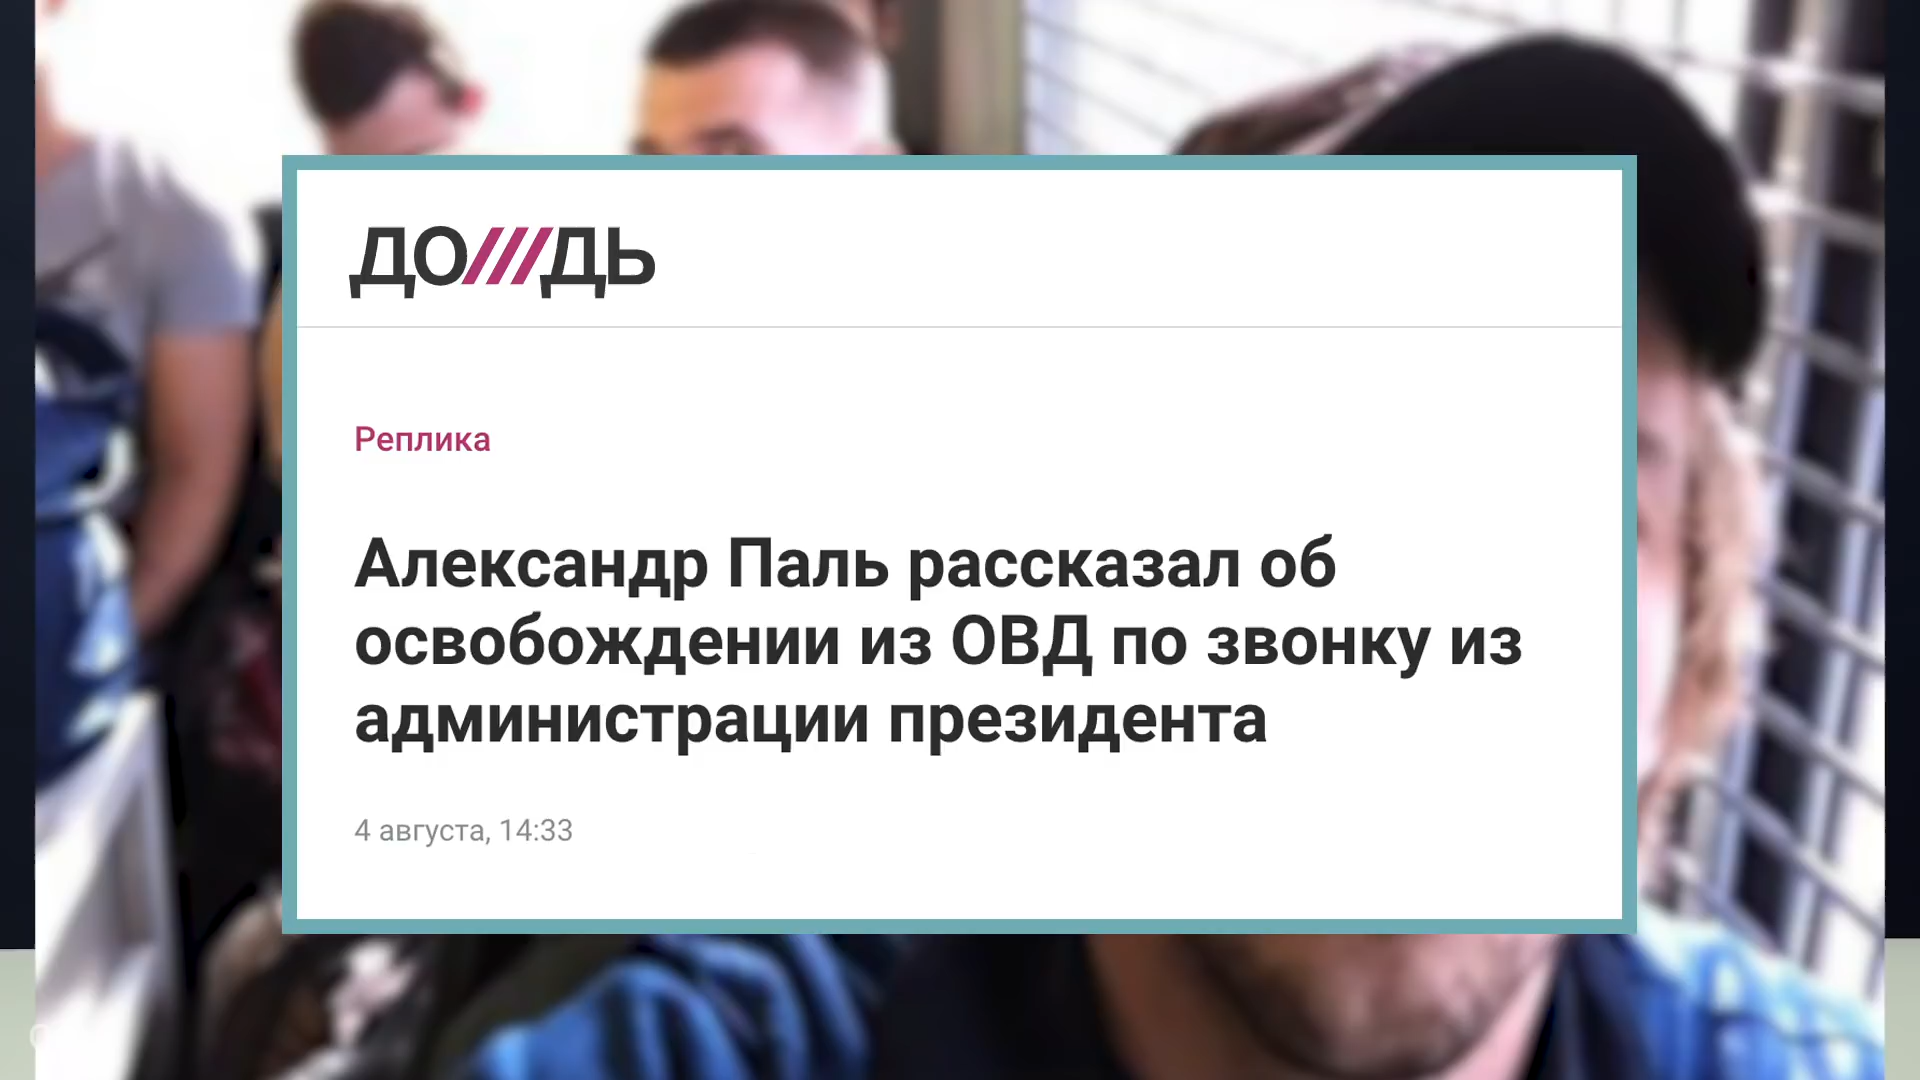 ДО///ДЬ
Реплика
Александр Паль рассказал об
освобождении из ОВД по звонку из
администрации президента
4 августа, 14:33